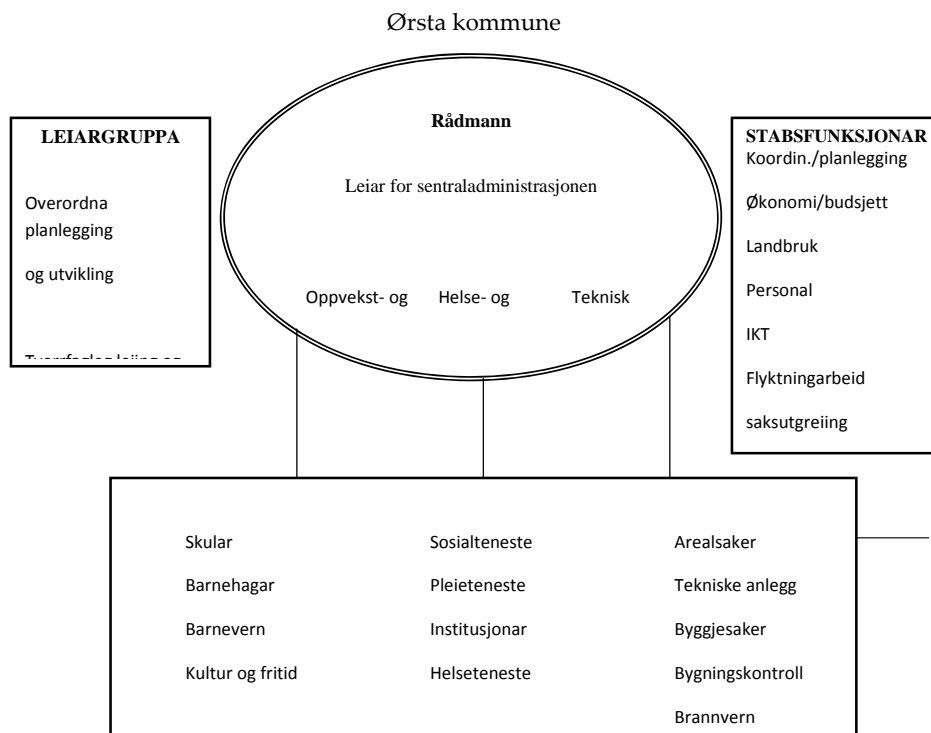 Ørsta kommune
LEIARGRUPPA
Overordna
planlegging
og utvikling
Rådmann
Leiar for sentraladministrasjonen
Oppvekst- og
Helse- og
Teknisk
STABSFUNKSJONAR
Koordin./planlegging
Økonomi/budsjett
Landbruk
Personal
IKT
Flyktningarbeid
saksutgreiing
Skular
Barnehagar
Barnevern
Kultur og fritid
Sosialteneste
Pleieteneste
Institusjonar
Helseteneste
Arealsaker
Tekniske anlegg
Byggjesaker
Bygningskontroll
Brannvern